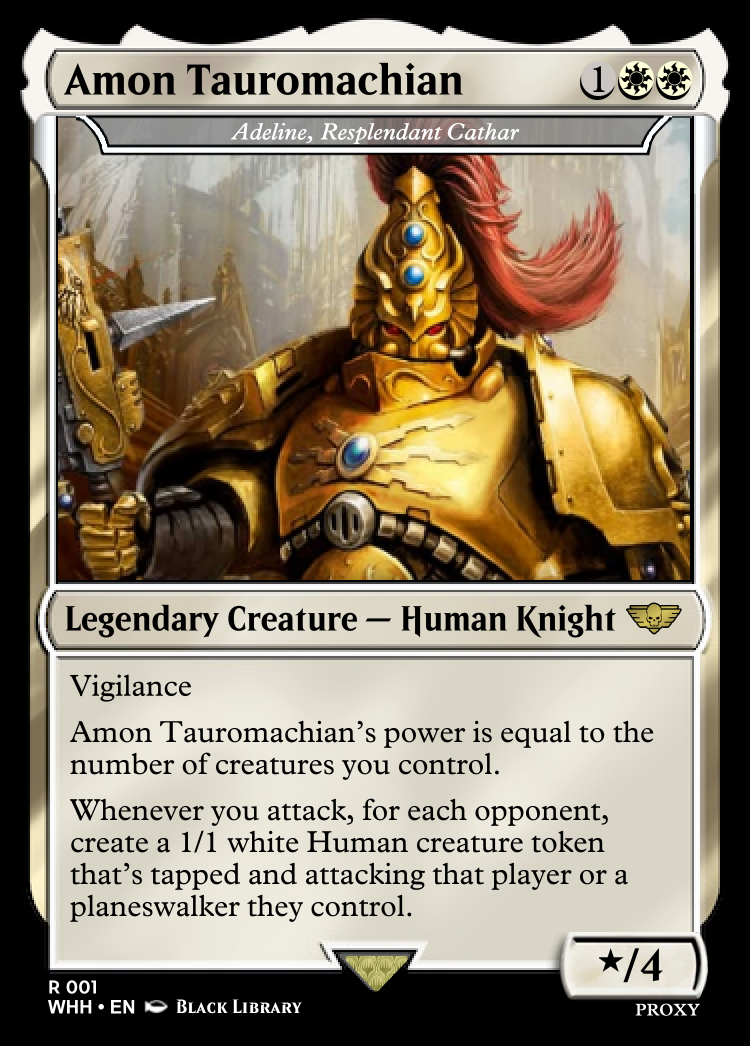 Amon Tauromachian 1
Adeline, Resplendant Cathar
Legendary Creature — Human Knight
Vigilance
Amon Tauromachian's power is equal to the
number of creatures you control.
Whenever you attack, for each opponent,
create a 1/1 white Human creature token
that's tapped and attacking that player or a
planeswalker they control.
★/4
R 001
WHH • EN BLACK LIBRARY
PROXY